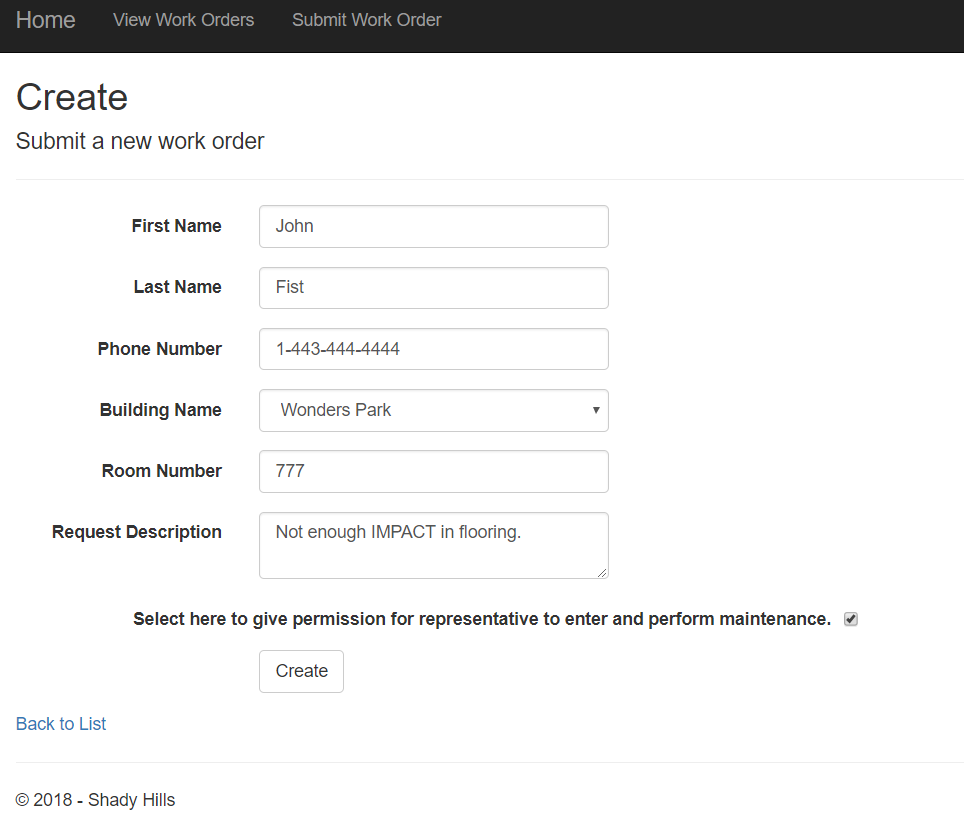 Home View Work Orders Submit Work Order
Create
Submit a new work order
First Name John
Last Name Fist
Phone Number 1-443-444-4444
Building Name Wonders Park
Room Number 777
Request Description Not enough IMPACT in flooring.
Select here to give permission for representative to enter and perform maintenance.
Create
Back to List
© 2018 - Shady Hills